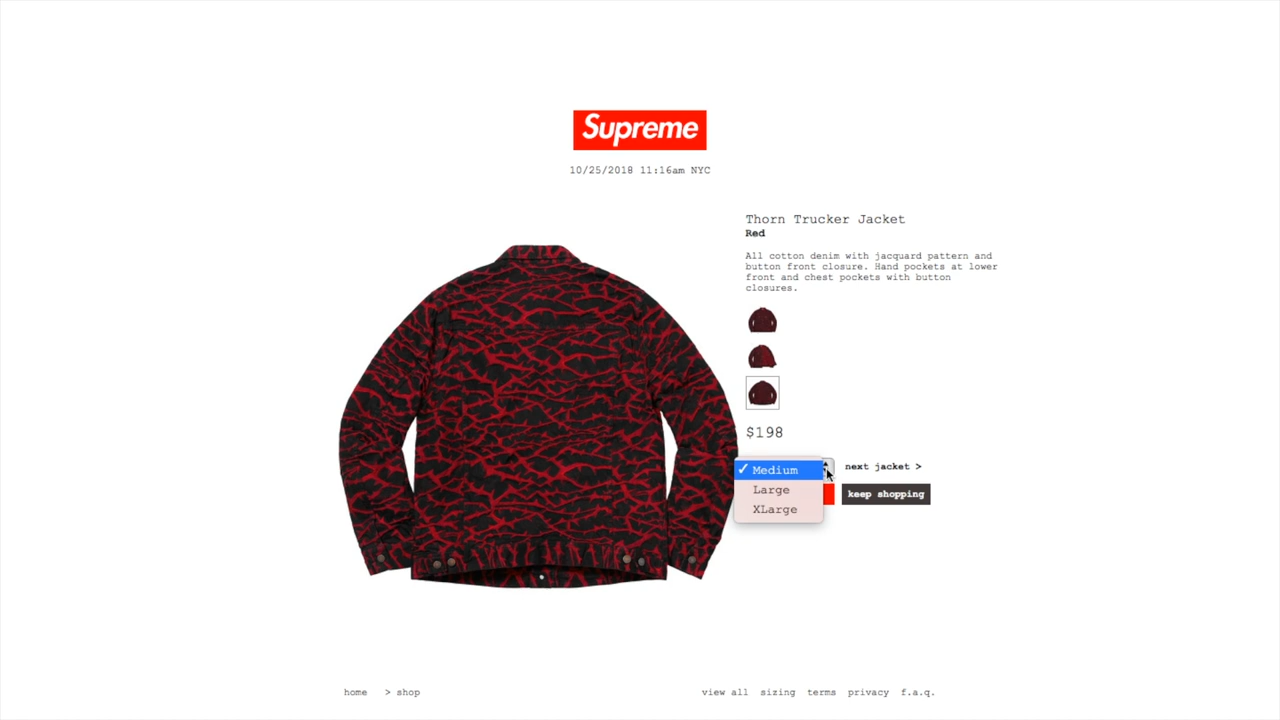 Supreme
10/25/2018 11:16am NYC
Thorn Trucker Jacket
Red
All cotton denim with jacquard pattern and
button front closure. Hand pockets at lower
front and chest pockets with button
closures.
$198
✓ Medium
Large
XLarge
next jacket >
keep shopping
home > shop
view all sizing terms privacy f.a.q.